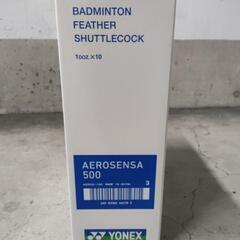 BADMINTON
FEATHER
SHUTTLECOCK
1DOZ.×10
AEROSENSA
500
3
YONEX